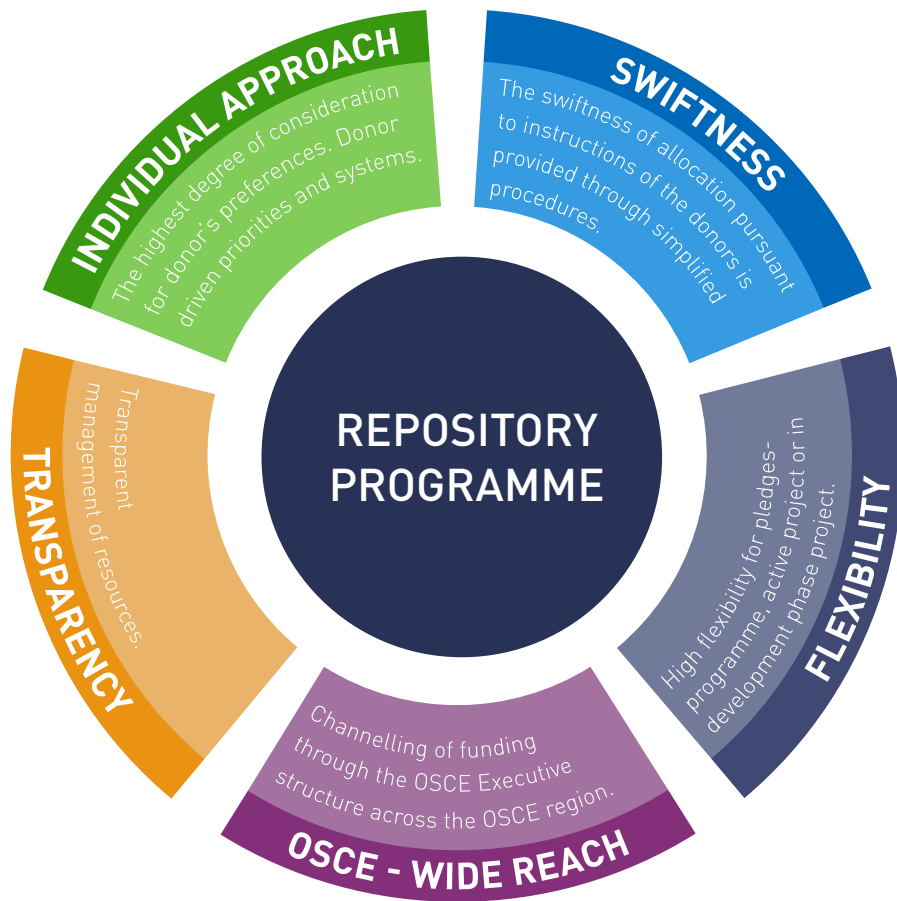 REPOSITORY
PROGRAMME
INDIVIDUAL APPROACH
The highest degree of consideration
for donor's preferences. Donor
driven priorities and systems.
SWIFTNESS
The swiftness of allocation pursuant
to instructions of the donors is
provided through simplified
procedures.
FLEXIBILITY
High flexibility for pledges-
programme, active project or in
development phase project.
OSCE - WIDE REACH
Channelling of funding
through the OSCE Executive
structure across the OSCE region.
TRANSPARENCY
Transparent
management of resources.